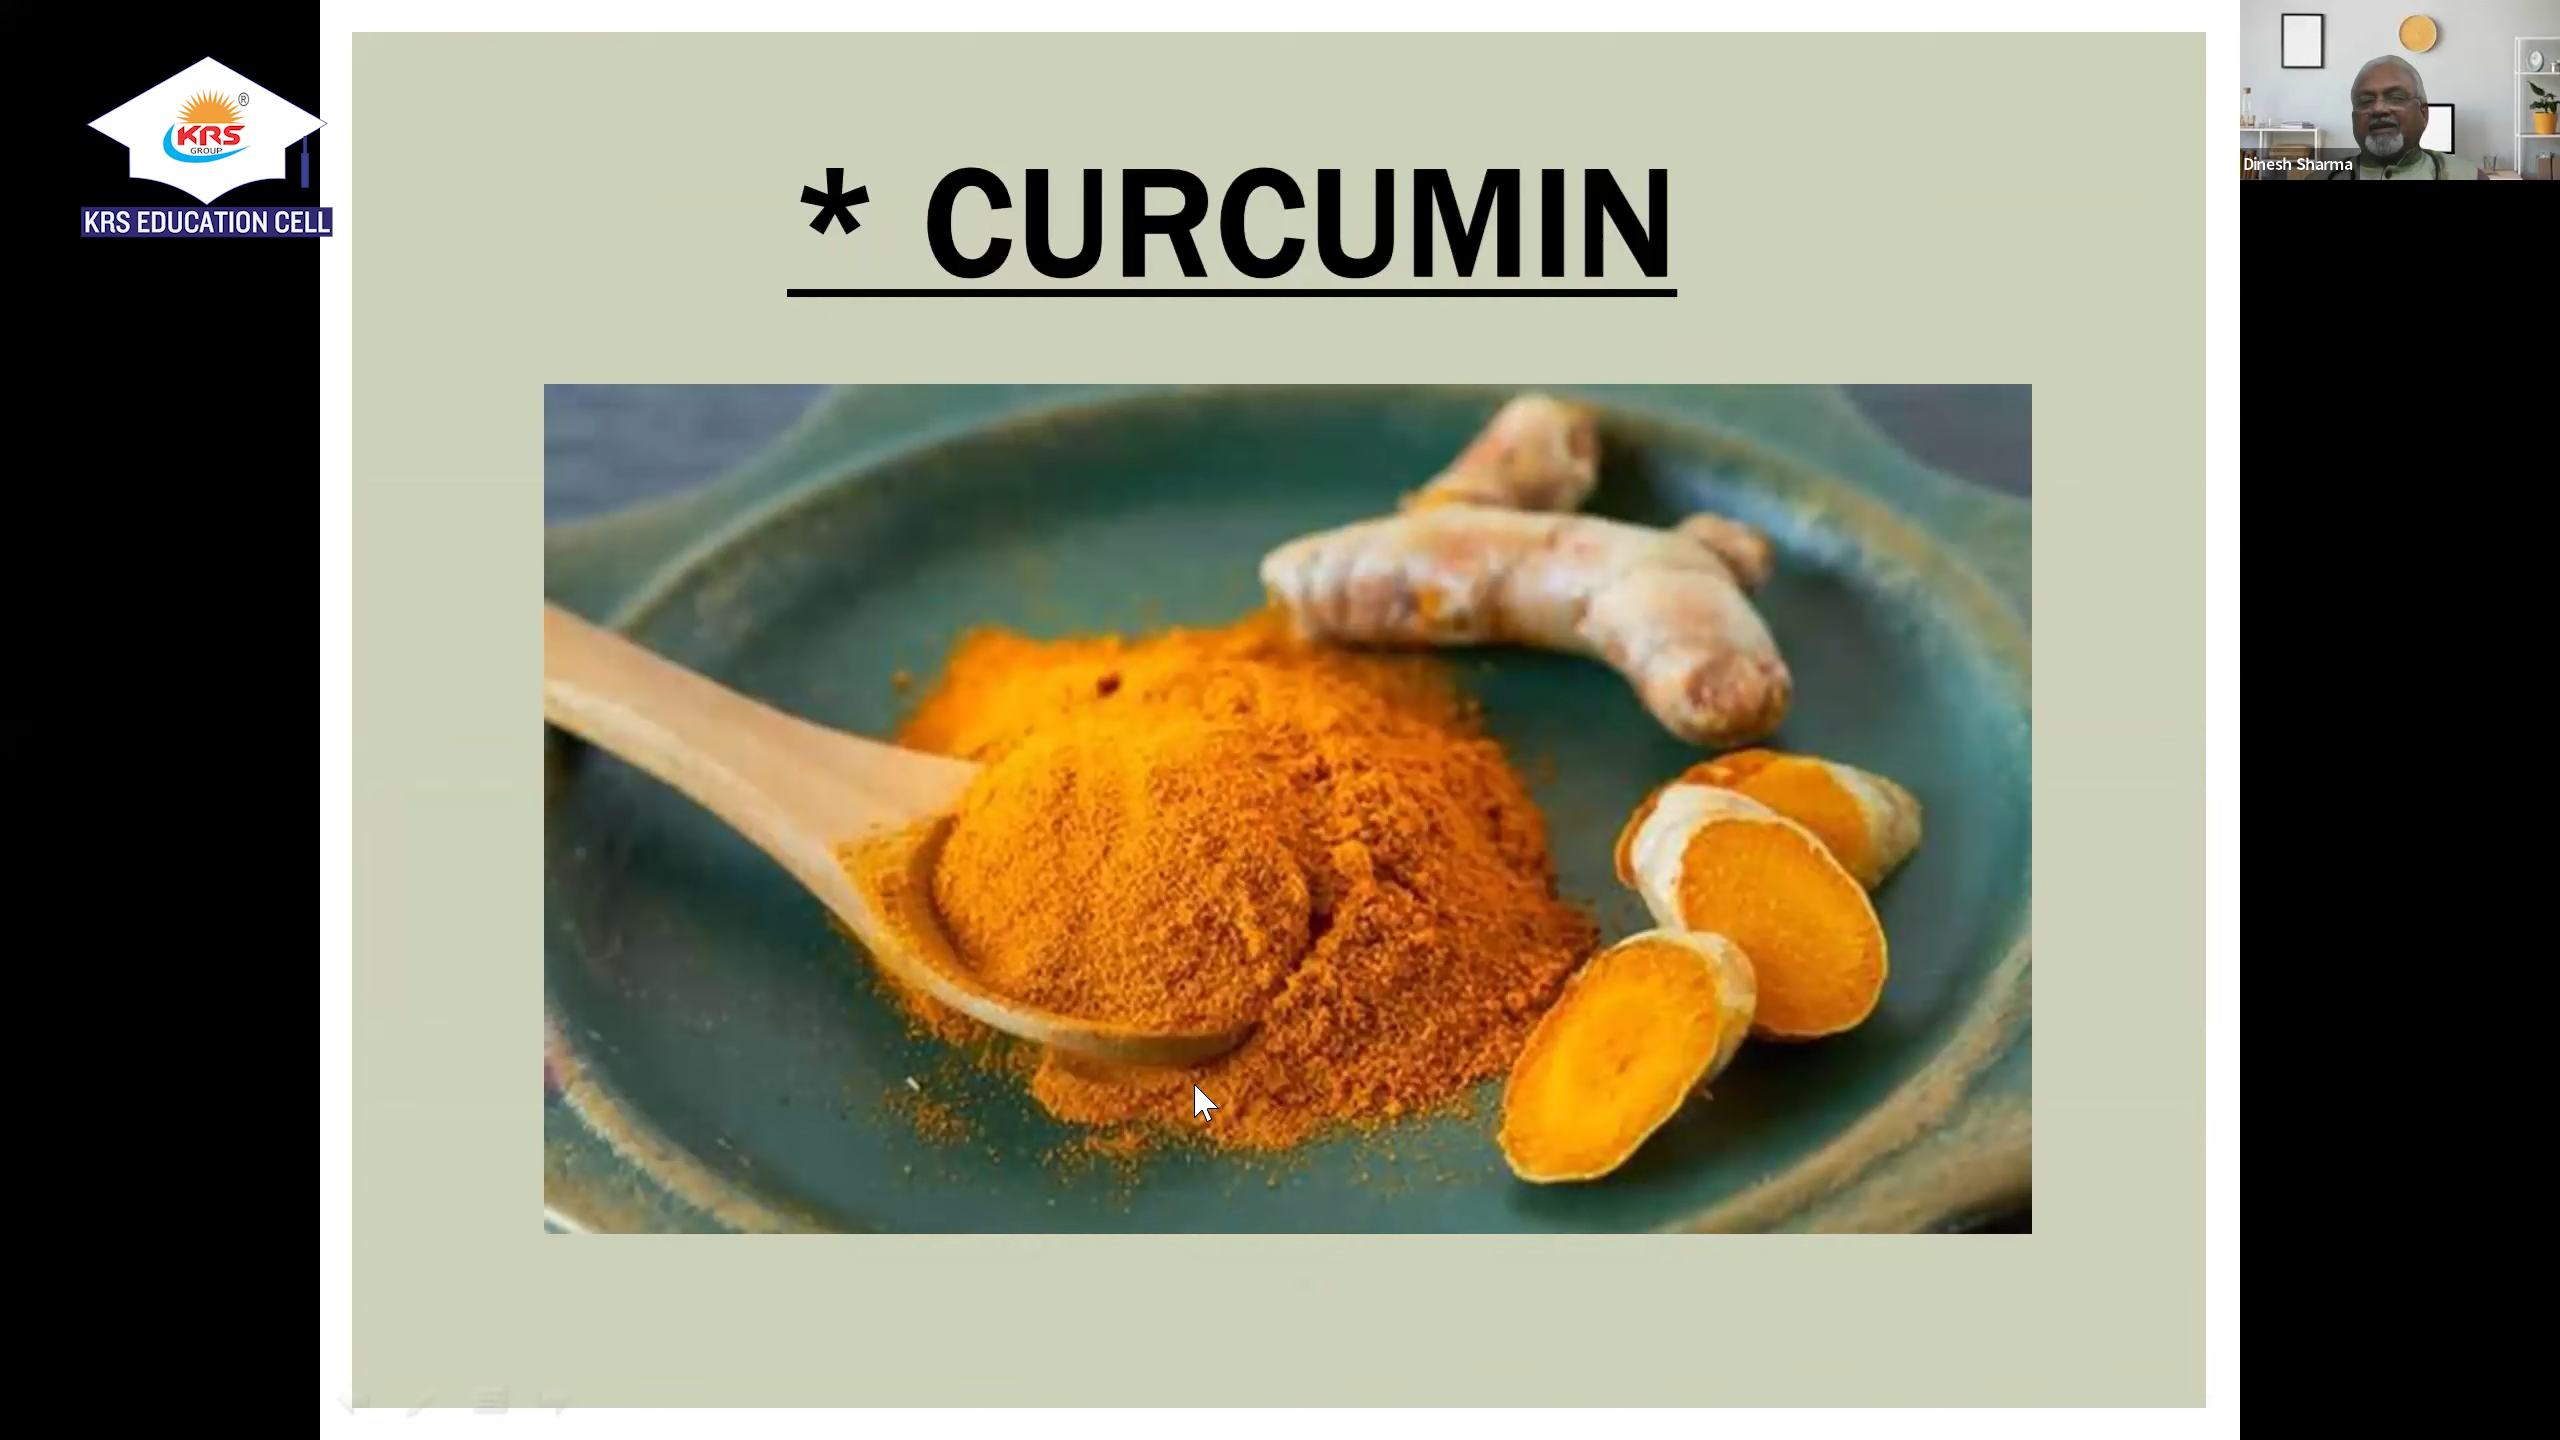 KRS
®
GROUP
KRS EDUCATION CELL
* CURCUMIN
Dinesh Sharma